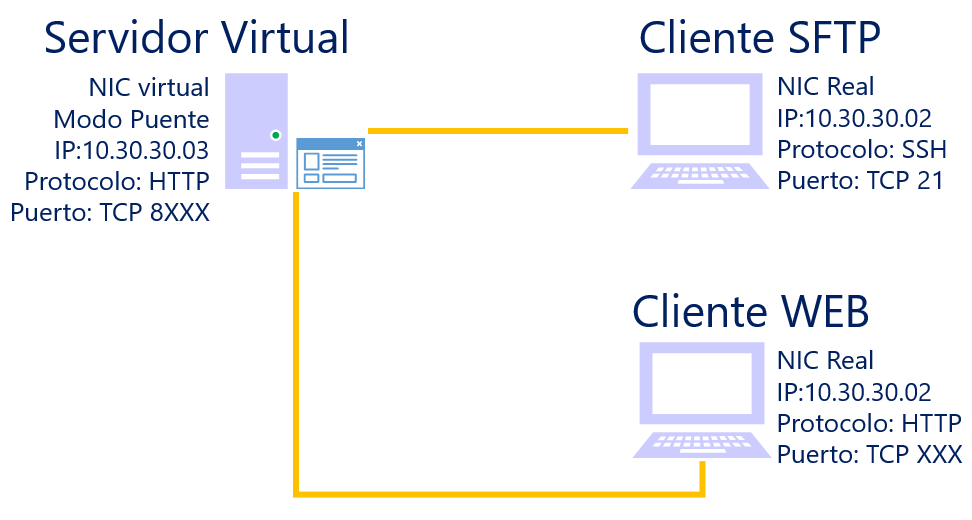 Servidor Virtual
NIC virtual
Modo Puente
IP:10.30.30.03
Protocolo: HTTP
Puerto: TCP 8XXX
Cliente SFTP
NIC Real
IP:10.30.30.02
Protocolo: SSH
Puerto: TCP 21
Cliente WEB
NIC Real
IP:10.30.30.02
Protocolo: HTTP
Puerto: TCP XXX